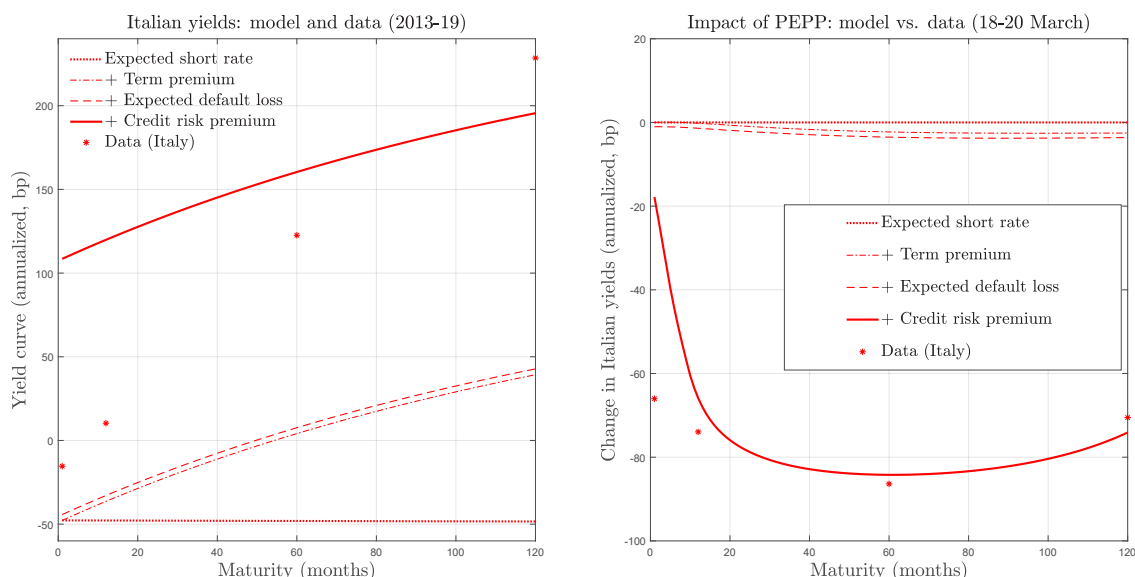 Italian yields: model and data (2013-19)
Expected short rate
+ Term premium
+ Expected default loss
+ Credit risk premium
Data (Italy)
Yield curve (annualized, bp)
200
150
100
50
0
-50
0 20 40 60 80 100 120
Maturity (months)
Impact of PEPP: model vs. data (18-20 March)
Change in Italian yields (annualized, bp)
20
0
-20
-40
-60
-80
-100
Expected short rate
+ Term premium
+ Expected default loss
+ Credit risk premium
Data (Italy)
0 20 40 60 80 100 120
Maturity (months)